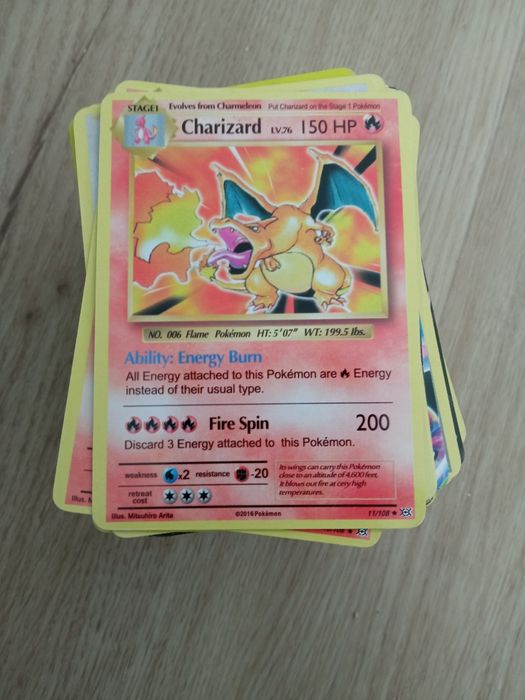 STAGE1 Evolves from Charmeleon Put Charizard on the Stage 1 Pokémon
Charizard LV.76 150 HP
NO. 006 Flame Pokémon HT: 5'07" WT: 199.5 lbs.
Ability: Energy Burn
All Energy attached to this Pokémon are Energy
instead of their usual type.
Fire Spin 200
Discard 3 Energy attached to this Pokémon.
weakness x2 resistance -20
retreat
cost
Its wings can carry this Pokémon
close to an altitude of 4,600 feet.
It blows out fire at very high
temperatures.
Illus. Mitsuhiro Arita ©2016 Pokémon 11/108